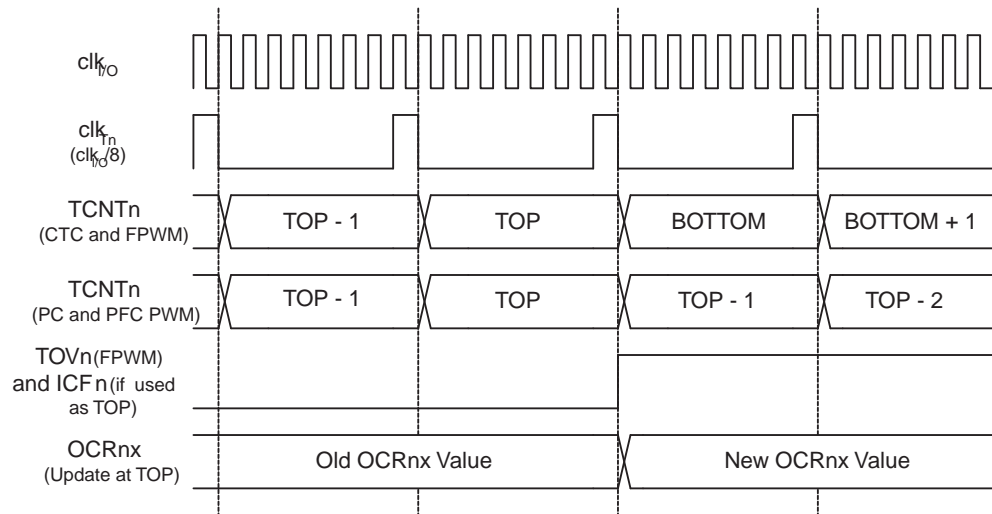 clkI/O
clkTn
(clkI/O/8)
TCNTn
(CTC and FPWM)
TOP - 1
TOP
BOTTOM
BOTTOM + 1
TCNTn
(PC and PFC PWM)
TOP - 1
TOP
TOP - 1
TOP - 2
TOVn(FPWM)
and ICFn(if used
as TOP)
OCRnx
(Update at TOP)
Old OCRnx Value
New OCRnx Value